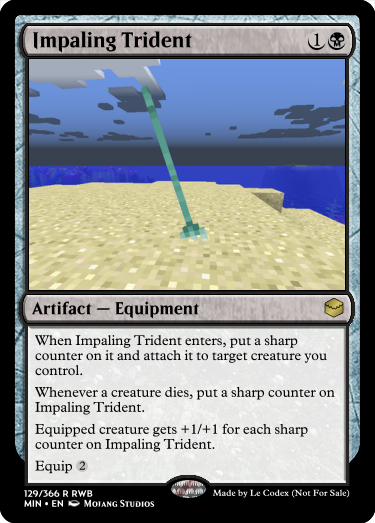 Impaling Trident 1
Artifact — Equipment
When Impaling Trident enters, put a sharp
counter on it and attach it to target creature you
control.
Whenever a creature dies, put a sharp counter on
Impaling Trident.
Equipped creature gets +1/+1 for each sharp
counter on Impaling Trident.
Equip 2
129/366 R RWB
MIN • EN Mojang Studios
Made by Le Codex (Not For Sale)